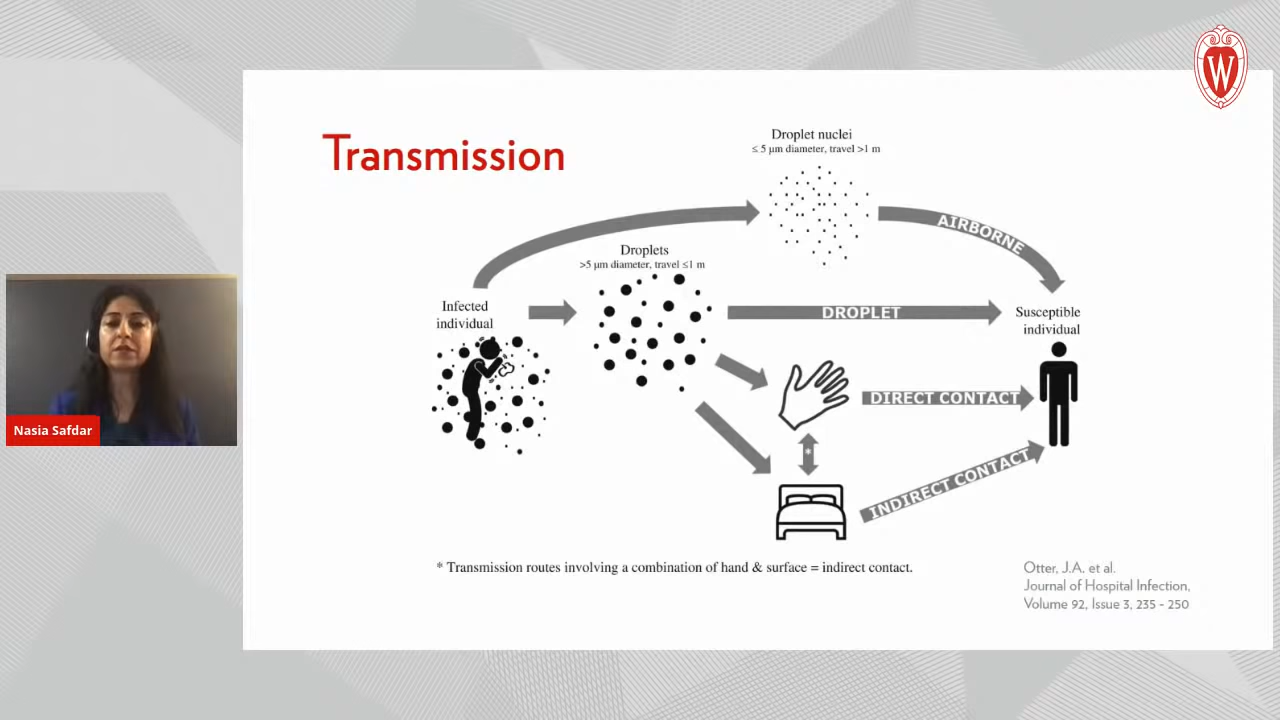 W
Transmission
Droplet nuclei
≤ 5 μm diameter, travel >1 m
AIRBORNE
Droplets
>5 μm diameter, travel ≤1 m
Infected
individual
DROPLET
Susceptible
individual
DIRECT CONTACT
*
INDIRECT CONTACT
Nasia Safdar
* Transmission routes involving a combination of hand & surface = indirect contact.
Otter, J.A. et al.
Journal of Hospital Infection,
Volume 92, Issue 3, 235 - 250